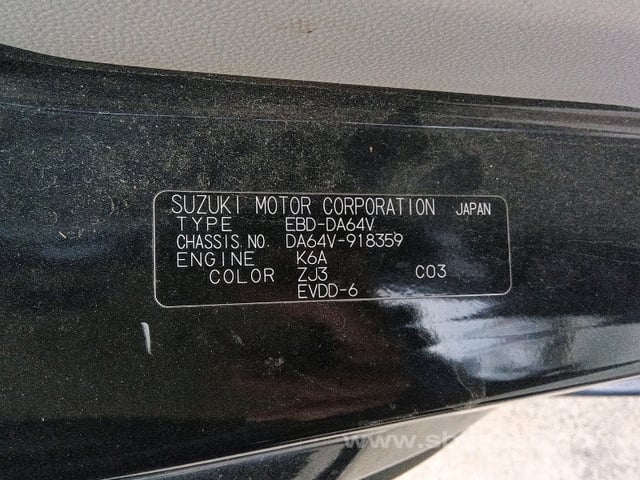 SUZUKI MOTOR CORPORATION JAPAN
TYPE EBD-DA64V
CHASSIS NO. DA64V-918359
ENGINE K6A
COLOR ZJ3 C03
EVDD-6